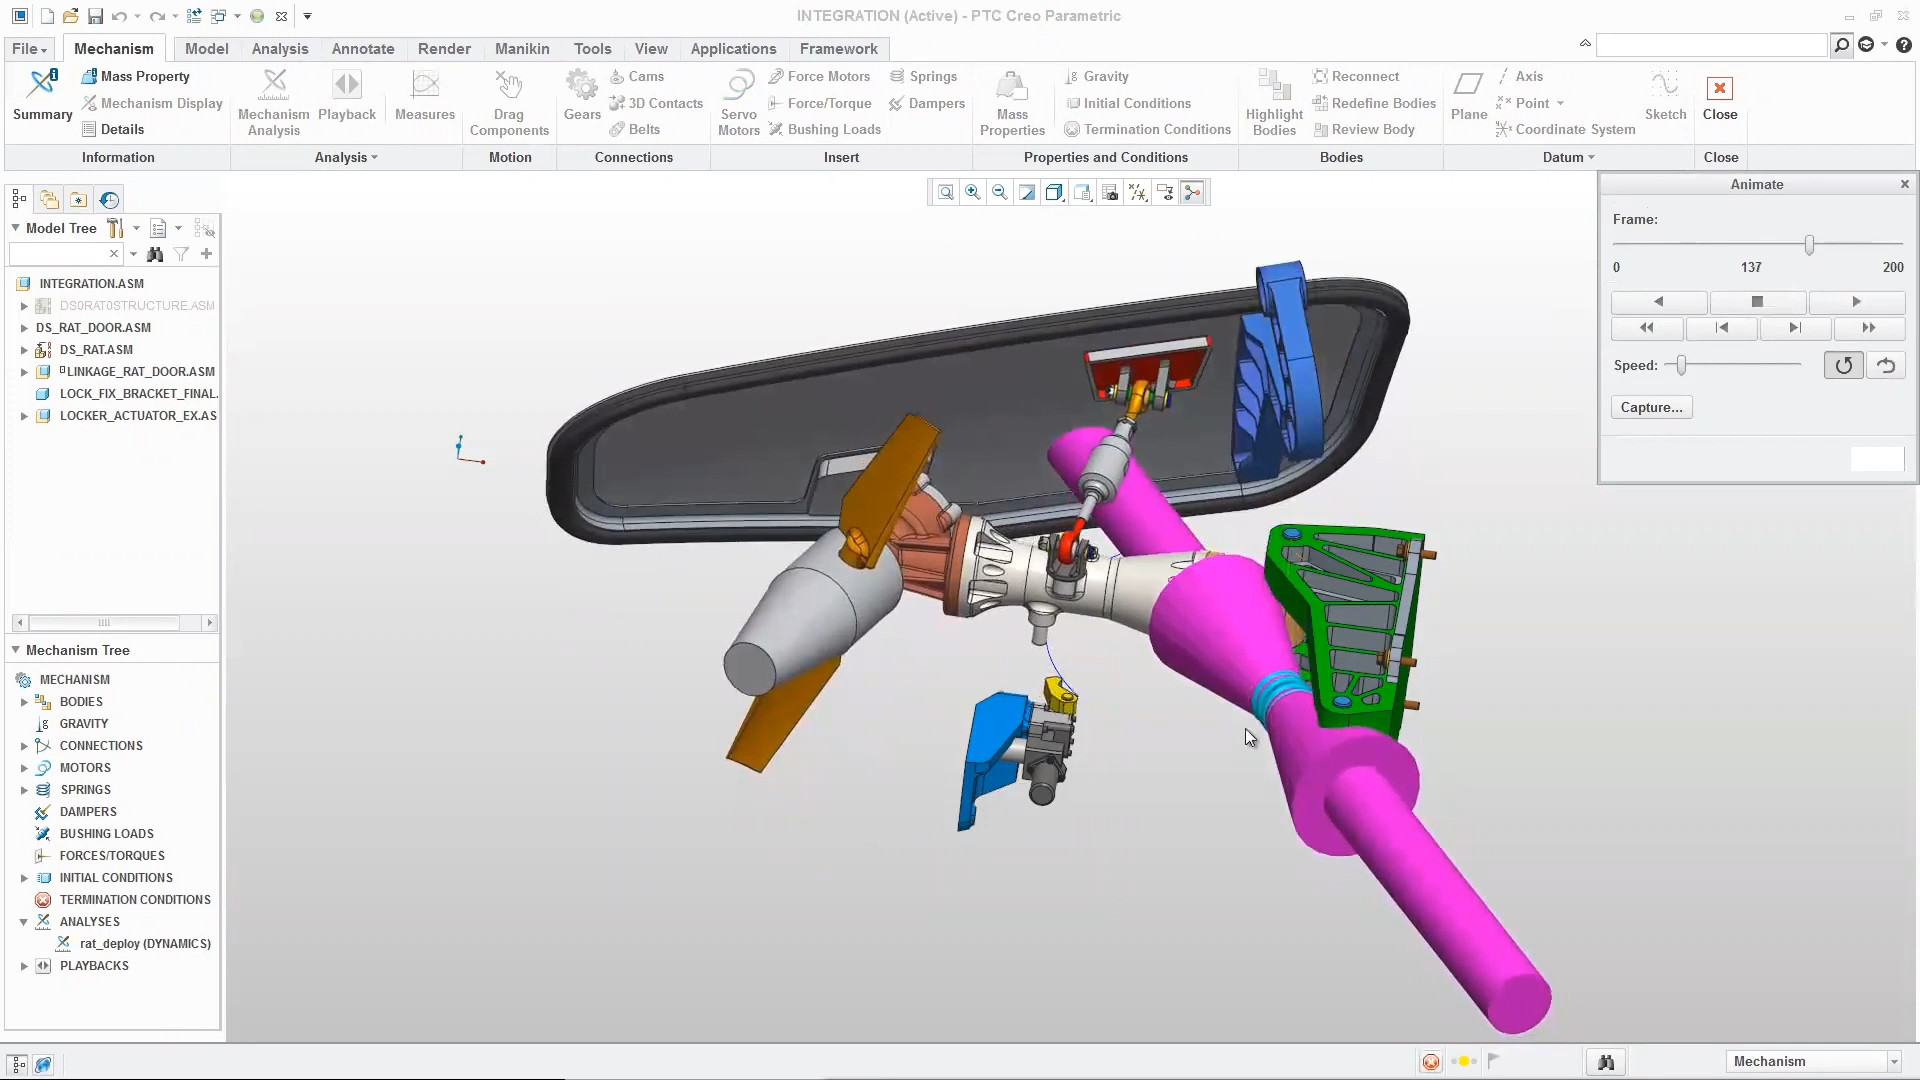 INTEGRATION (Active) - PTC Creo Parametric
File Mechanism Model Analysis Annotate Render Manikin Tools View Applications Framework
Summary
Mass Property
Mechanism Display
Details
Information
Mechanism Analysis
Playback
Measures
Analysis
Drag Components
Motion
Gears
Cams
3D Contacts
Belts
Connections
Servo Motors
Force Motors
Force/Torque
Bushing Loads
Springs
Dampers
Insert
Mass Properties
Gravity
Initial Conditions
Termination Conditions
Properties and Conditions
Highlight Bodies
Reconnect
Redefine Bodies
Review Body
Bodies
Plane
Axis
Point
Coordinate System
Sketch
Datum
Close
Close
Model Tree
INTEGRATION.ASM
DS0RAT0STRUCTURE.ASM
DS_RAT_DOOR.ASM
DS_RAT.ASM
LINKAGE_RAT_DOOR.ASM
LOCK_FIX_BRACKET_FINAL.
LOCKER_ACTUATOR_EX.AS
Mechanism Tree
MECHANISM
BODIES
GRAVITY
CONNECTIONS
MOTORS
SPRINGS
DAMPERS
BUSHING LOADS
FORCES/TORQUES
INITIAL CONDITIONS
TERMINATION CONDITIONS
ANALYSES
rat_deploy (DYNAMICS)
PLAYBACKS
Animate
Frame:
0 137 200
Speed:
Capture...
Mechanism